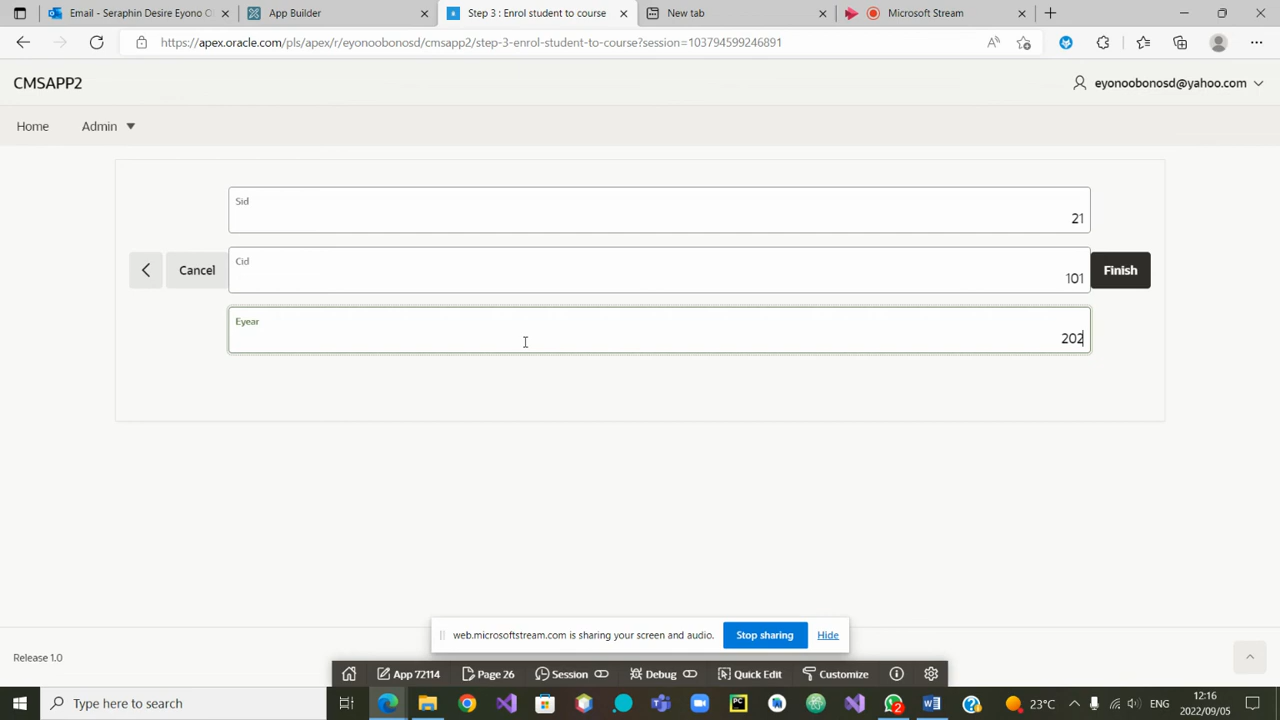 Email - Seraphin Desire Eyono O
App Builder
Step 3 : Enrol student to course
New tab
Microsoft Stream
https://apex.oracle.com/pls/apex/r/eyonoobonosd/cmsapp2/step-3-enrol-student-to-course?session=103794599246891
CMSAPP2
eyonoobonosd@yahoo.com
Home
Admin
Sid
21
Cancel
Cid
101
Finish
Eyear
202
web.microsoftstream.com is sharing your screen and audio.
Stop sharing
Hide
Release 1.0
App 72114
Page 26
Session
Debug
Quick Edit
Customize
Type here to search
23°C
ENG
12:16
2022/09/05